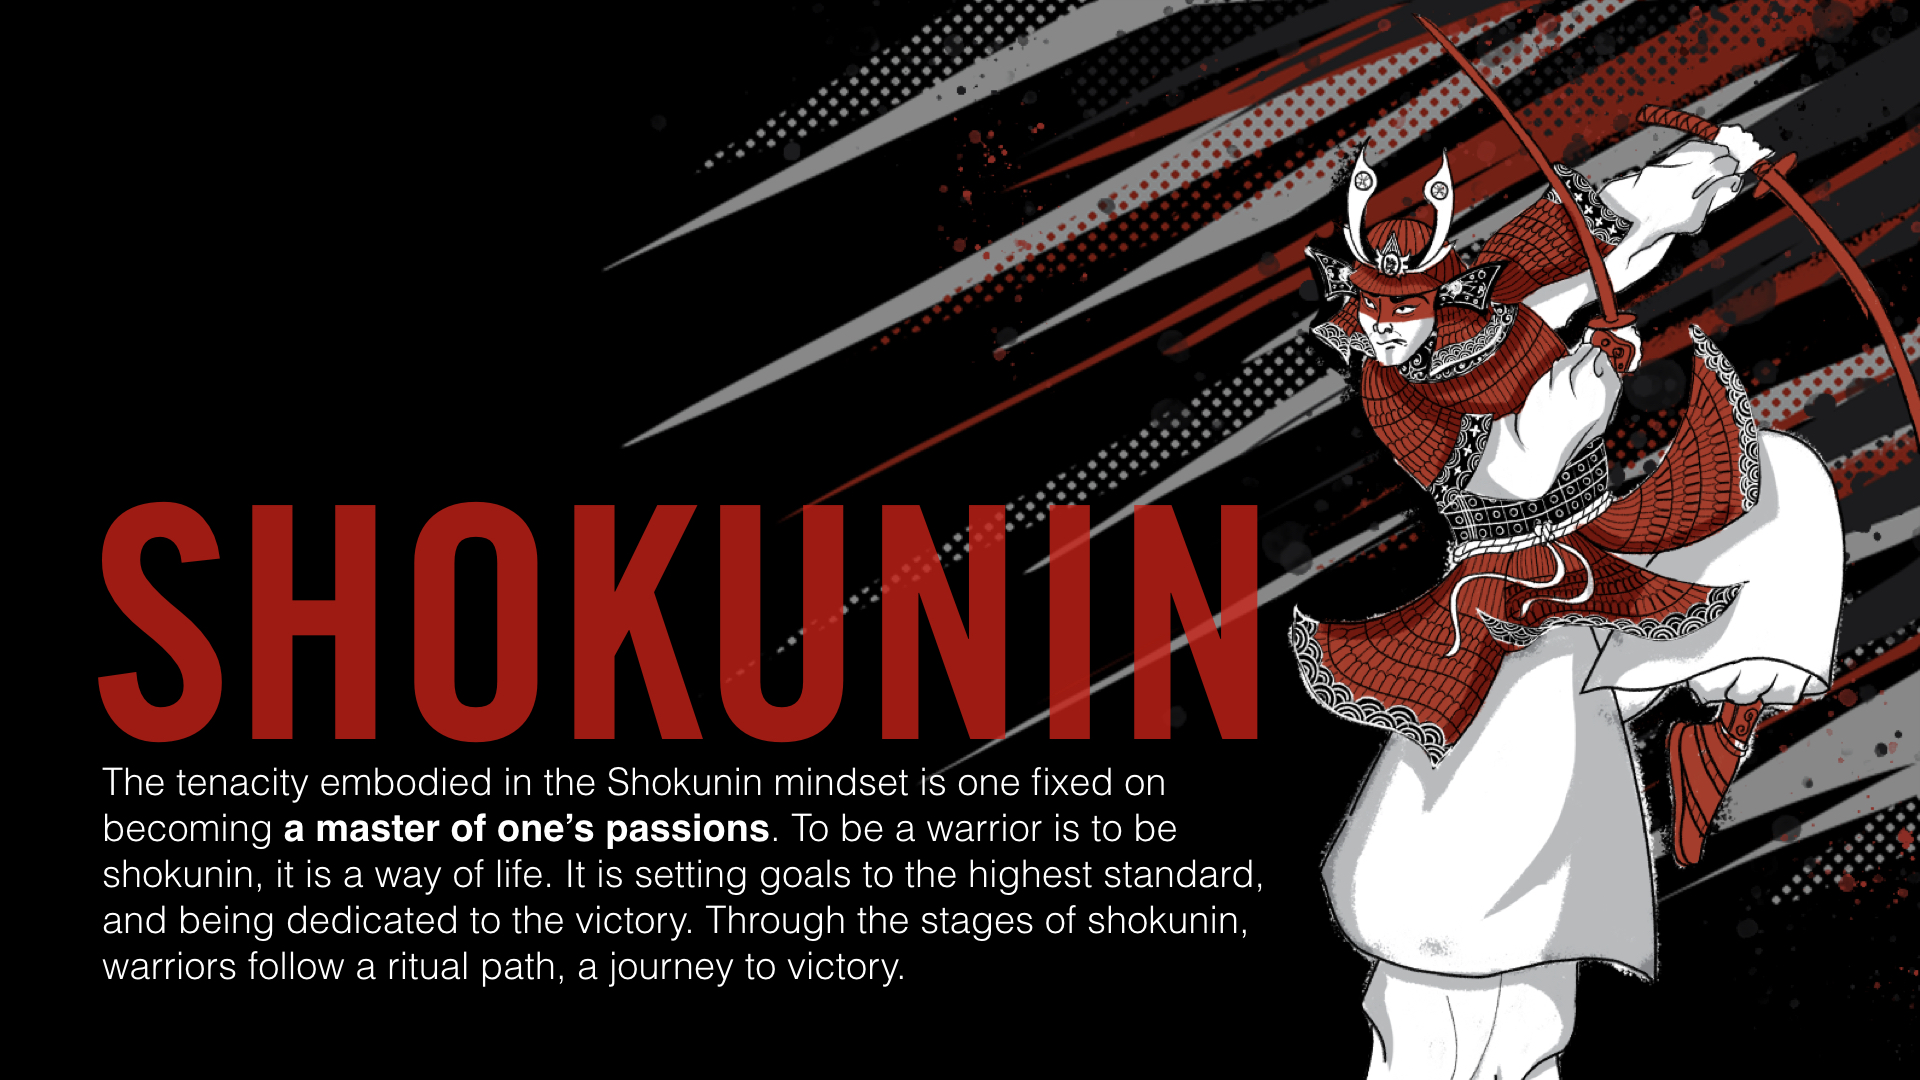 SHOKUNIN
The tenacity embodied in the Shokunin mindset is one fixed on
becoming a master of one’s passions. To be a warrior is to be
shokunin, it is a way of life. It is setting goals to the highest standard,
and being dedicated to the victory. Through the stages of shokunin,
warriors follow a ritual path, a journey to victory.